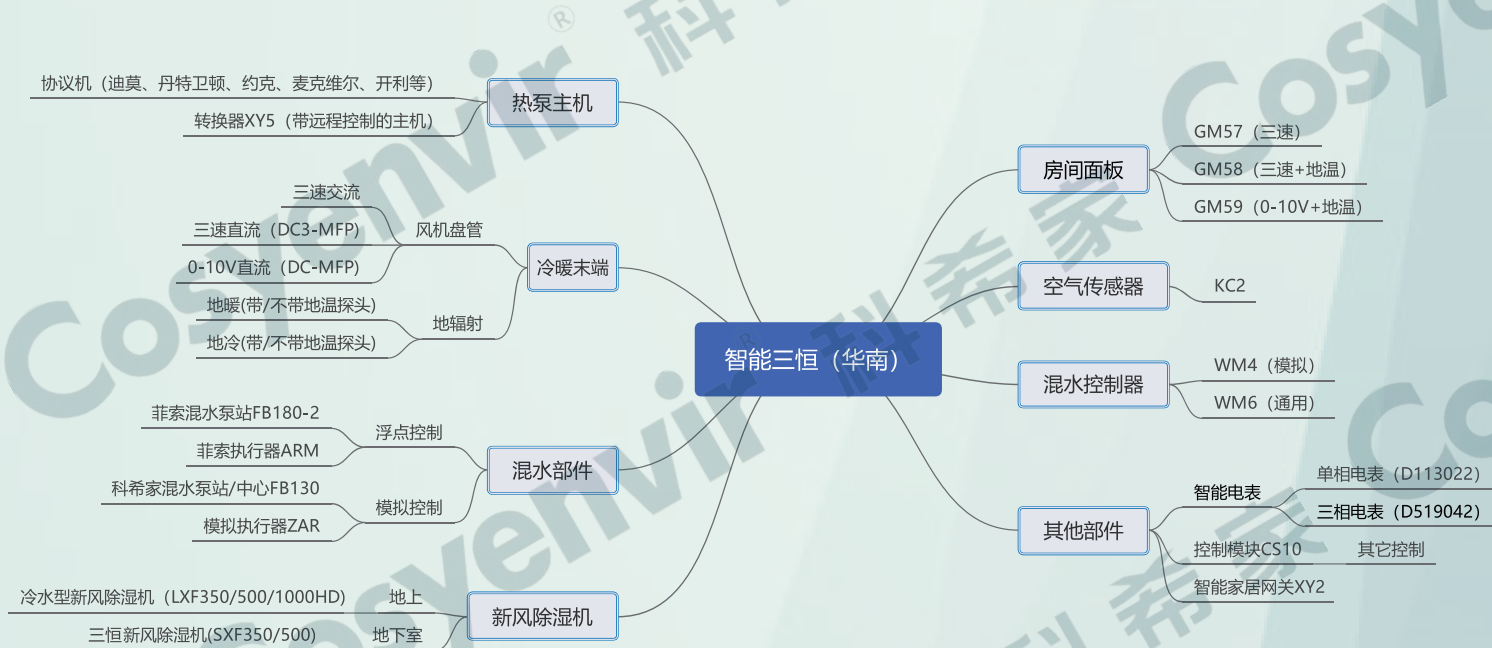 智能三恒（华南）
热泵主机
协议机（迪莫、丹特卫顿、约克、麦克维尔、开利等）
转换器XY5（带远程控制的主机）
冷暖末端
风机盘管
三速交流
三速直流（DC3-MFP）
0-10V直流（DC-MFP）
地辐射
地暖(带/不带地温探头)
地冷(带/不带地温探头)
混水部件
浮点控制
菲索混水泵站FB180-2
菲索执行器ARM
模拟控制
科希家混水泵站/中心FB130
模拟执行器ZAR
新风除湿机
地上
冷水型新风除湿机（LXF350/500/1000HD)
地下室
三恒新风除湿机(SXF350/500)
房间面板
GM57（三速）
GM58（三速+地温）
GM59（0-10V+地温）
空气传感器
KC2
混水控制器
WM4（模拟）
WM6（通用）
其他部件
智能电表
单相电表（D113022）
三相电表（D519042）
控制模块CS10
其它控制
智能家居网关XY2
Cosyenvir® 科希家
Cosyenvir® 科希家